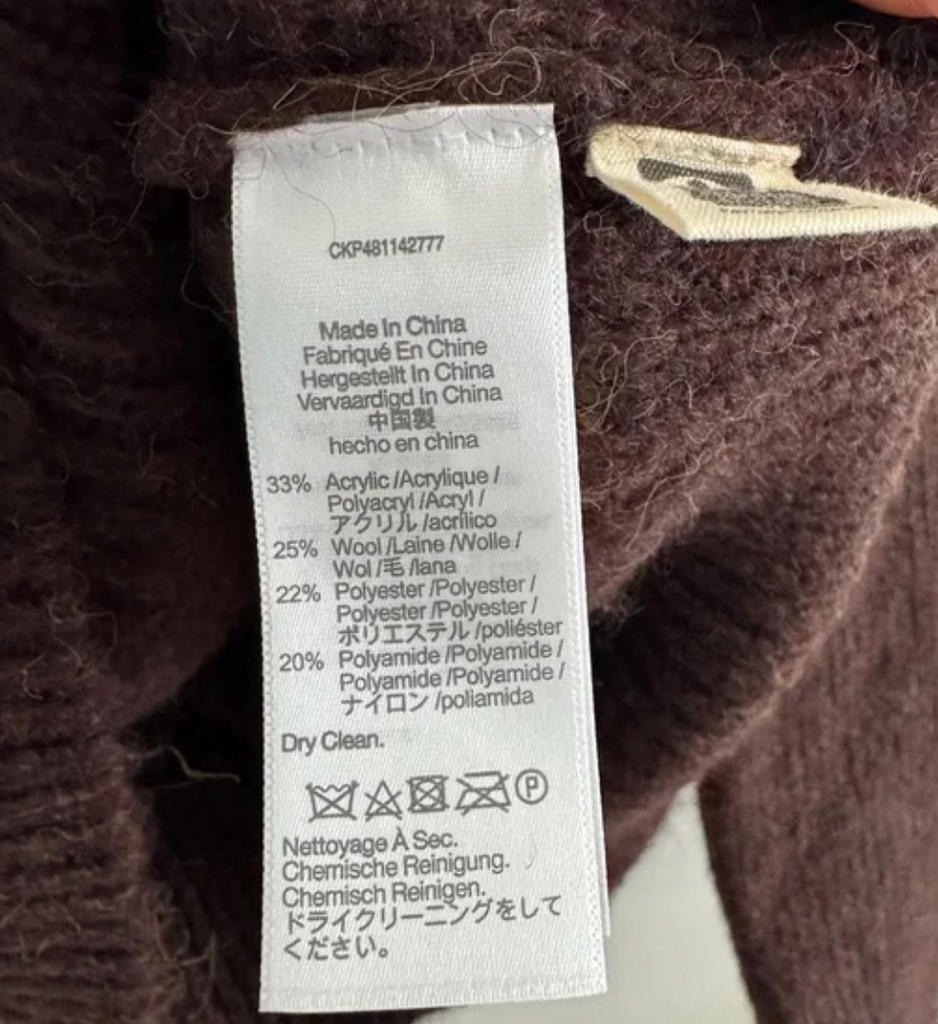 CKP481142777
Made In China
Fabriqué En Chine
Hergestellt In China
Vervaardigd In China
中国製
hecho en china
33% Acrylic /Acrylique /
Polyacryl /Acryl /
アクリル /acrílico
25% Wool /Laine /Wolle /
Wol /毛 /lana
22% Polyester /Polyester /
Polyester /Polyester /
ポリエステル /poliéster
20% Polyamide /Polyamide /
Polyamide /Polyamide /
ナイロン /poliamida
Dry Clean.
P
Nettoyage À Sec.
Chemische Reinigung.
Chemisch Reinigen.
ドライクリーニングをして
ください。